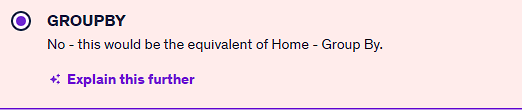 GROUPBY
No - this would be the equivalent of Home - Group By.
Explain this further